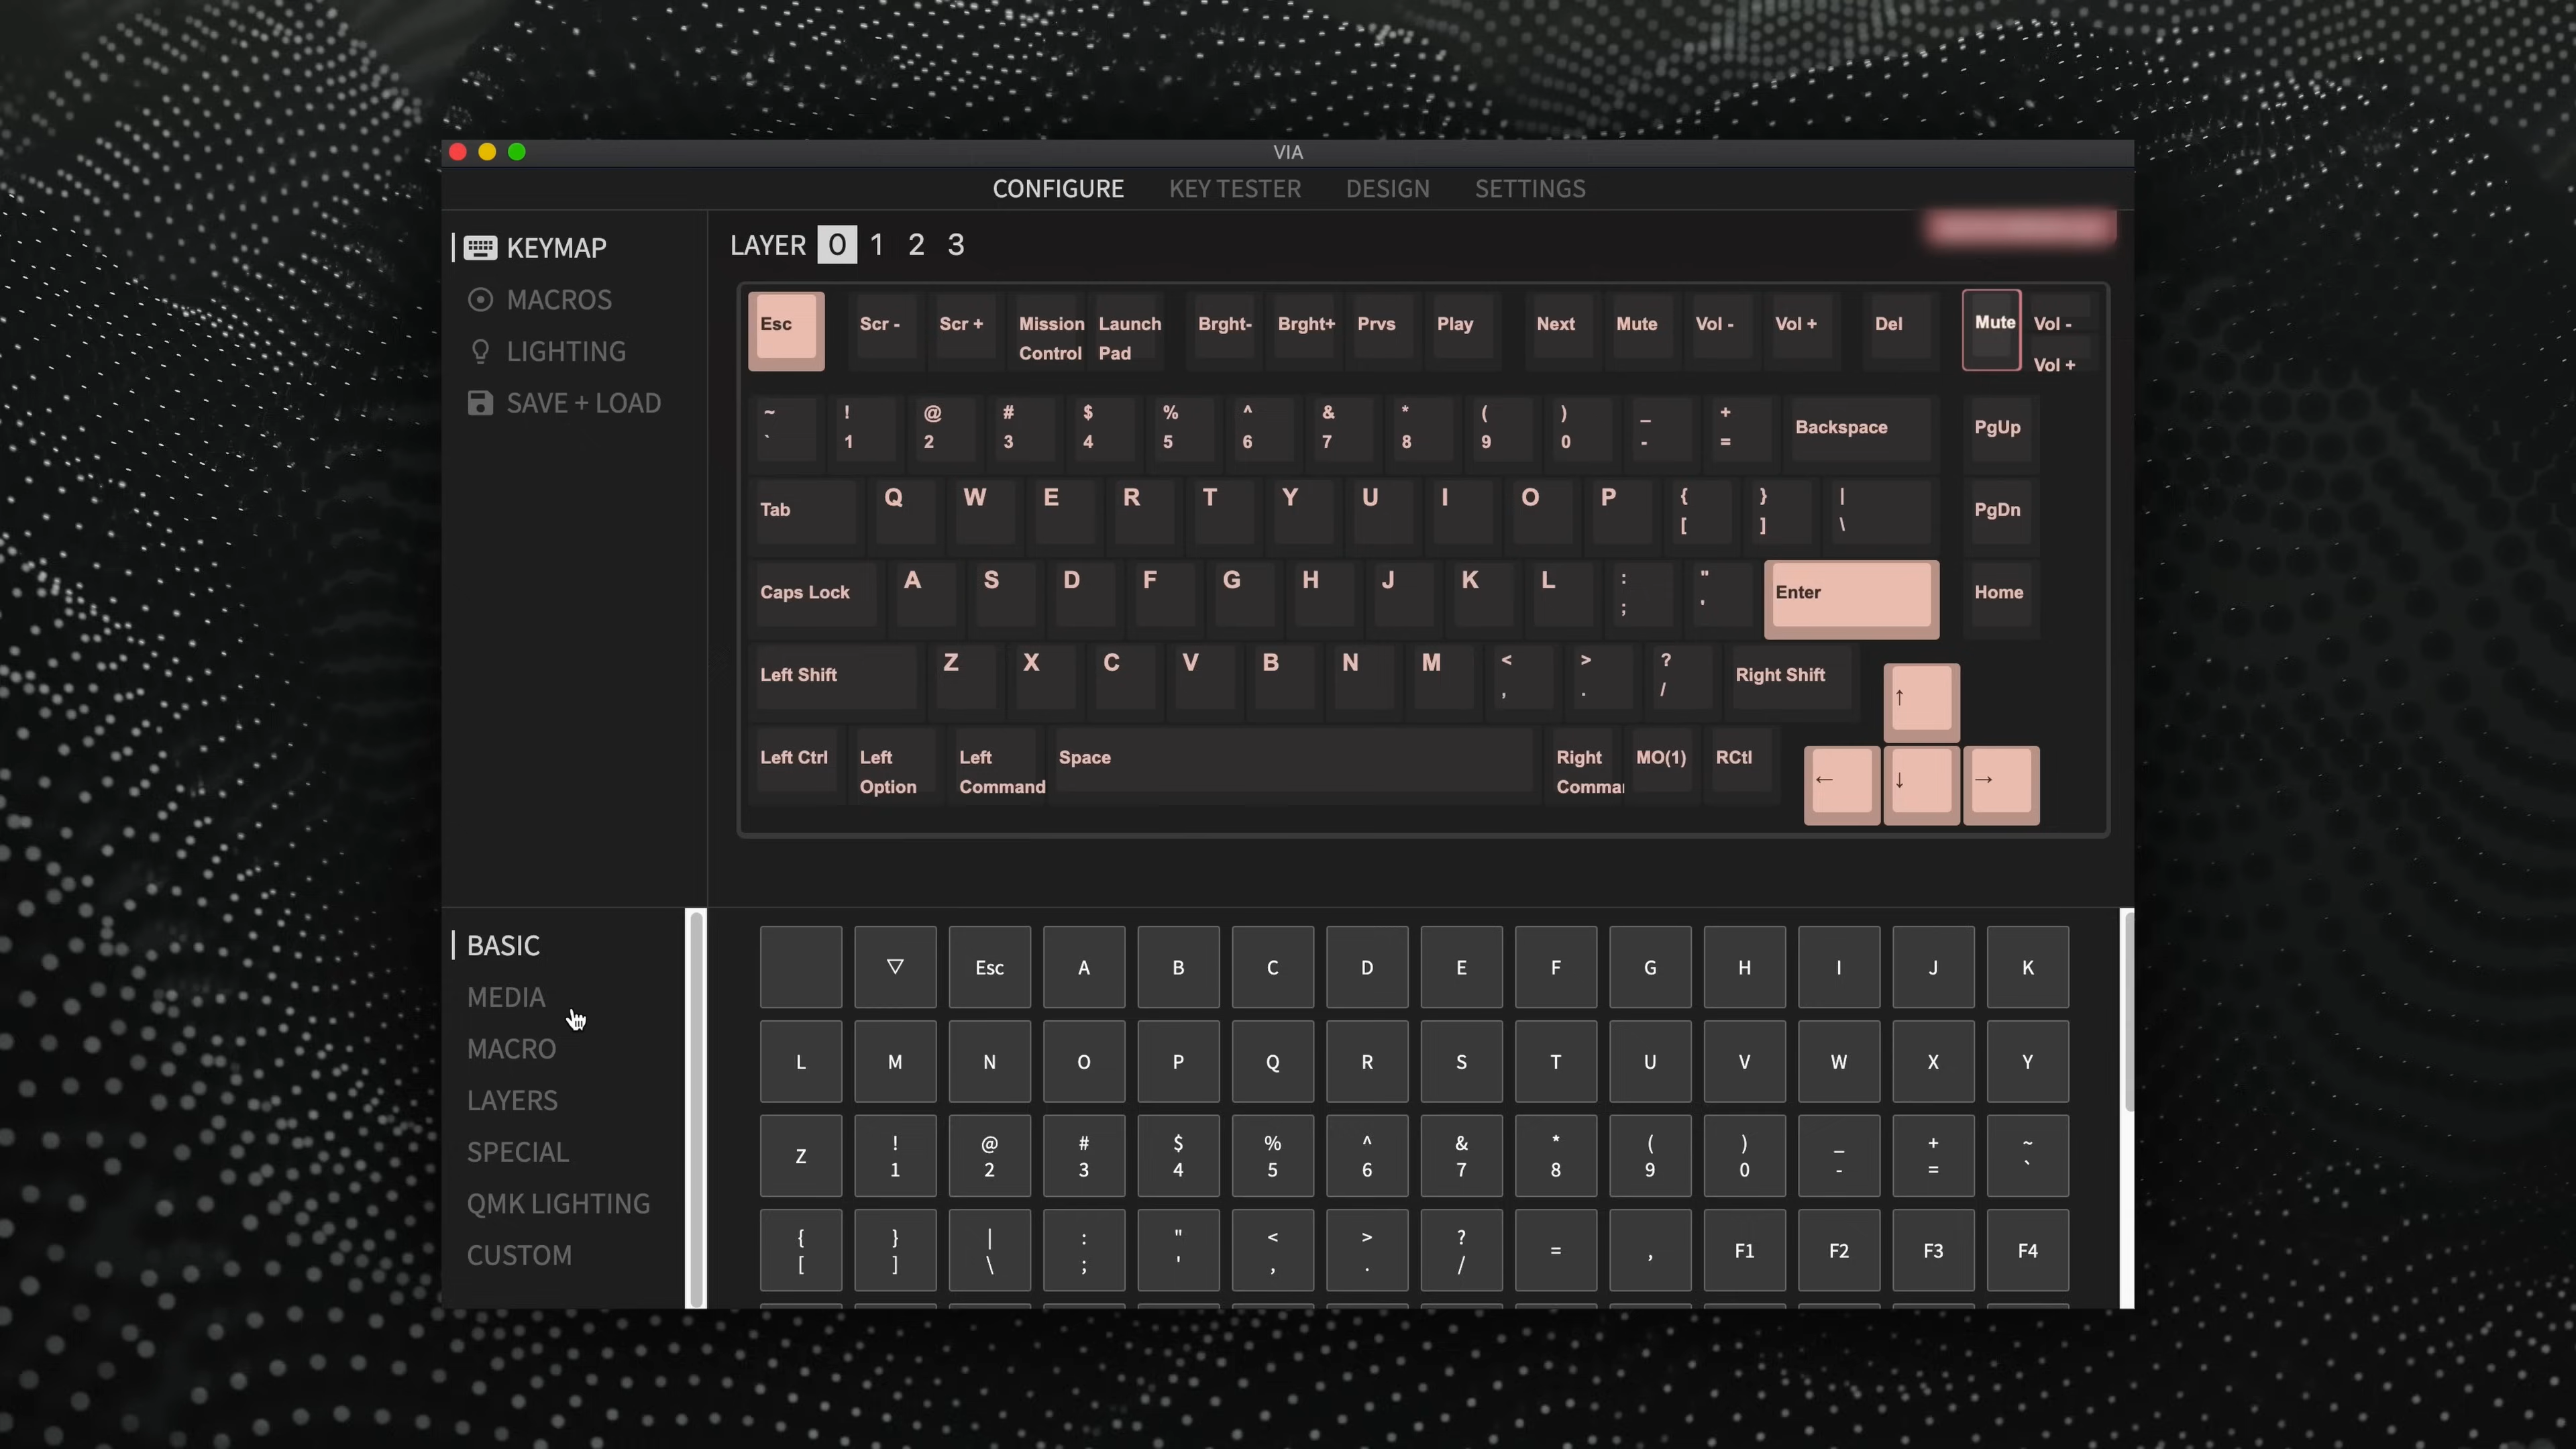 VIA
CONFIGURE KEY TESTER DESIGN SETTINGS
KEYMAP
MACROS
LIGHTING
SAVE + LOAD
LAYER 0 1 2 3
Esc Scr - Scr + Mission Control Launch Pad Brght- Brght+ Prvs Play Next Mute Vol - Vol + Del Mute Vol - Vol +
~ ` ! 1 @ 2 # 3 $ 4 % 5 ^ 6 & 7 * 8 ( 9 ) 0 _ - + = Backspace PgUp
Tab Q W E R T Y U I O P { [ } ] | \ PgDn
Caps Lock A S D F G H J K L : ; " ' Enter Home
Left Shift Z X C V B N M < , > . ? / Right Shift ↑
Left Ctrl Left Option Left Command Space Right Comma MO(1) RCtl ← ↓ →
BASIC
MEDIA
MACRO
LAYERS
SPECIAL
QMK LIGHTING
CUSTOM
▽ Esc A B C D E F G H I J K
L M N O P Q R S T U V W X Y
Z ! 1 @ 2 # 3 $ 4 % 5 ^ 6 & 7 * 8 ( 9 ) 0 _ - + = ~ `
{ [ } ] | \ : ; " ' < , > . ? / = , F1 F2 F3 F4